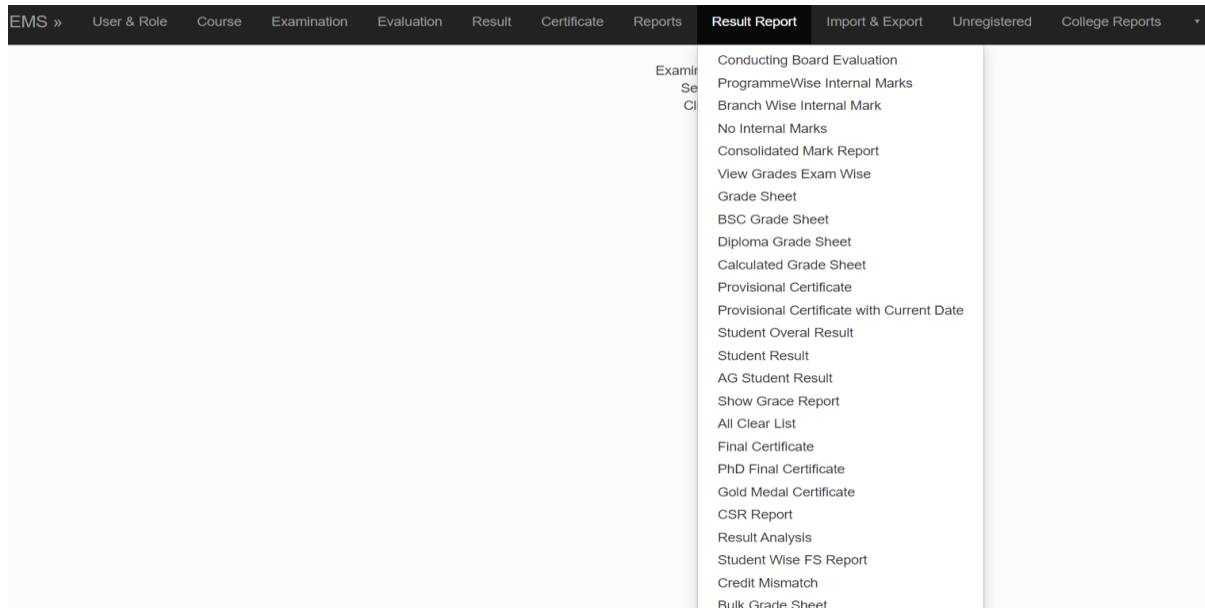 EMS » User & Role Course Examination Evaluation Result Certificate Reports Result Report Import & Export Unregistered College Reports
Conducting Board Evaluation
ProgrammeWise Internal Marks
Branch Wise Internal Mark
No Internal Marks
Consolidated Mark Report
View Grades Exam Wise
Grade Sheet
BSC Grade Sheet
Diploma Grade Sheet
Calculated Grade Sheet
Provisional Certificate
Provisional Certificate with Current Date
Student Overal Result
Student Result
AG Student Result
Show Grace Report
All Clear List
Final Certificate
PhD Final Certificate
Gold Medal Certificate
CSR Report
Result Analysis
Student Wise FS Report
Credit Mismatch
Bulk Grade Sheet